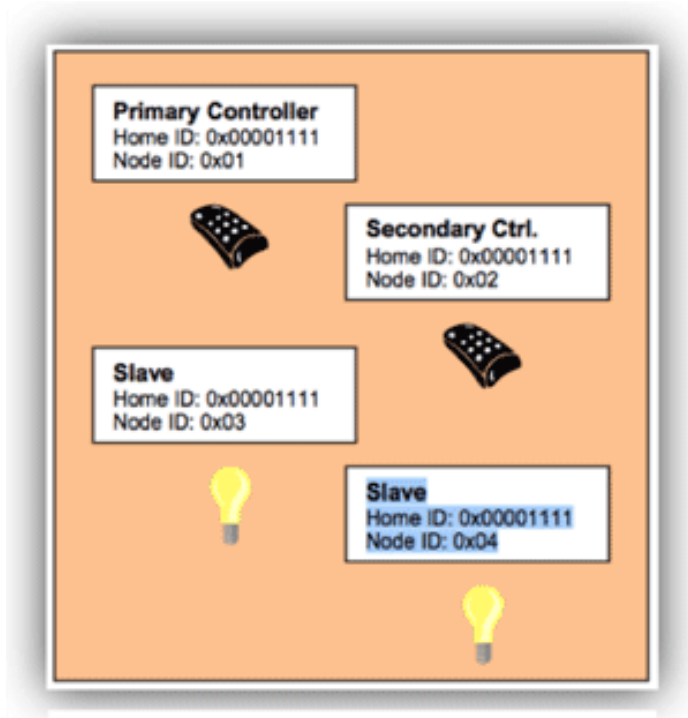 Primary Controller
Home ID: 0x00001111
Node ID: 0x01
Secondary Ctrl.
Home ID: 0x00001111
Node ID: 0x02
Slave
Home ID: 0x00001111
Node ID: 0x03
Slave
Home ID: 0x00001111
Node ID: 0x04